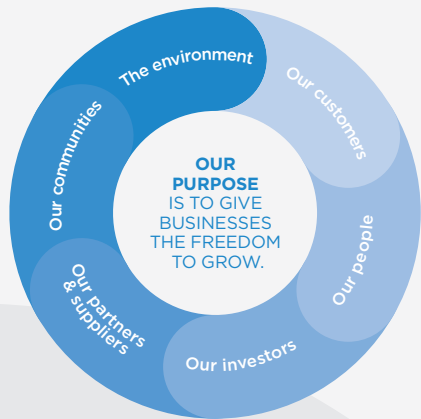 The environment
Our customers
Our people
Our investors
Our partners
& suppliers
Our communities
OUR
PURPOSE
IS TO GIVE
BUSINESSES
THE FREEDOM
TO GROW.